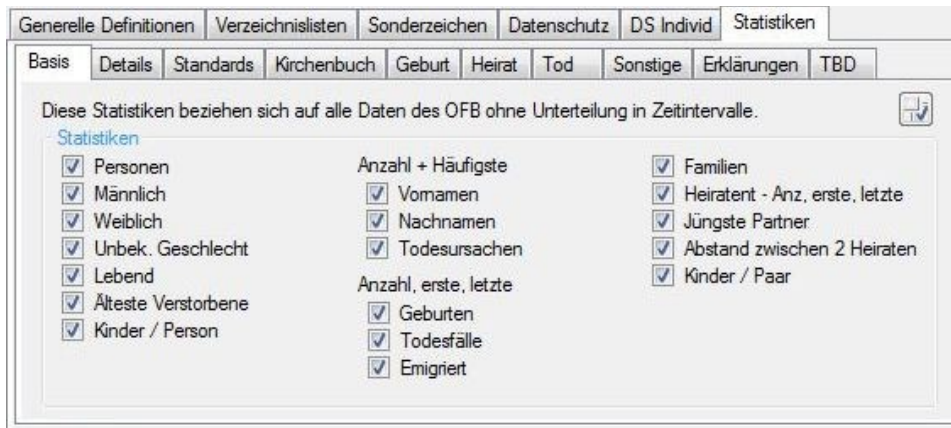 Generelle Definitionen Verzeichnislisten Sonderzeichen Datenschutz DS Individ Statistiken
Basis Details Standards Kirchenbuch Geburt Heirat Tod Sonstige Erklärungen TBD
Diese Statistiken beziehen sich auf alle Daten des OFB ohne Unterteilung in Zeitintervalle.
Statistiken
Personen
Männlich
Weiblich
Unbek. Geschlecht
Lebend
Älteste Verstorbene
Kinder / Person
Anzahl + Häufigste
Vornamen
Nachnamen
Todesursachen
Anzahl, erste, letzte
Geburten
Todesfälle
Emigriert
Familien
Heiratent - Anz, erste, letzte
Jüngste Partner
Abstand zwischen 2 Heiraten
Kinder / Paar